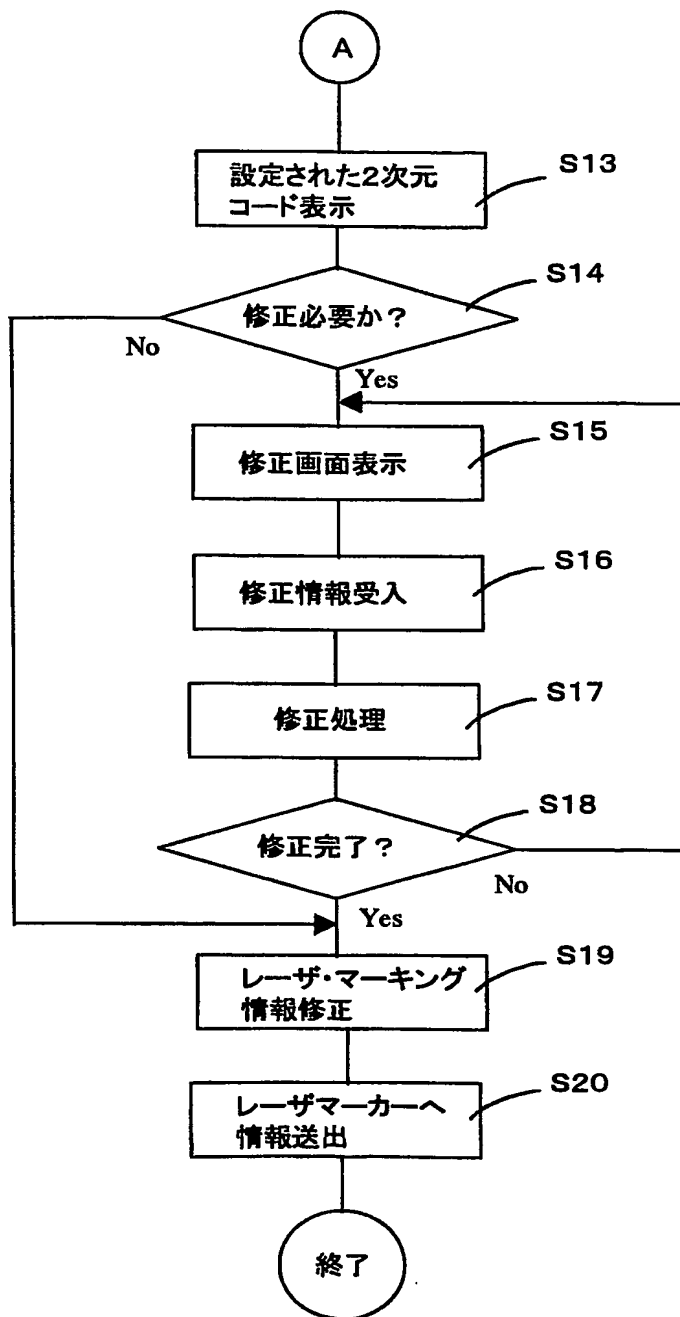 A
設定された2次元
コード表示
S13
修正必要か？
S14
No
Yes
修正画面表示
S15
修正情報受入
S16
修正処理
S17
修正完了？
S18
No
Yes
レーザ・マーキング
情報修正
S19
レーザマーカーへ
情報送出
S20
終了